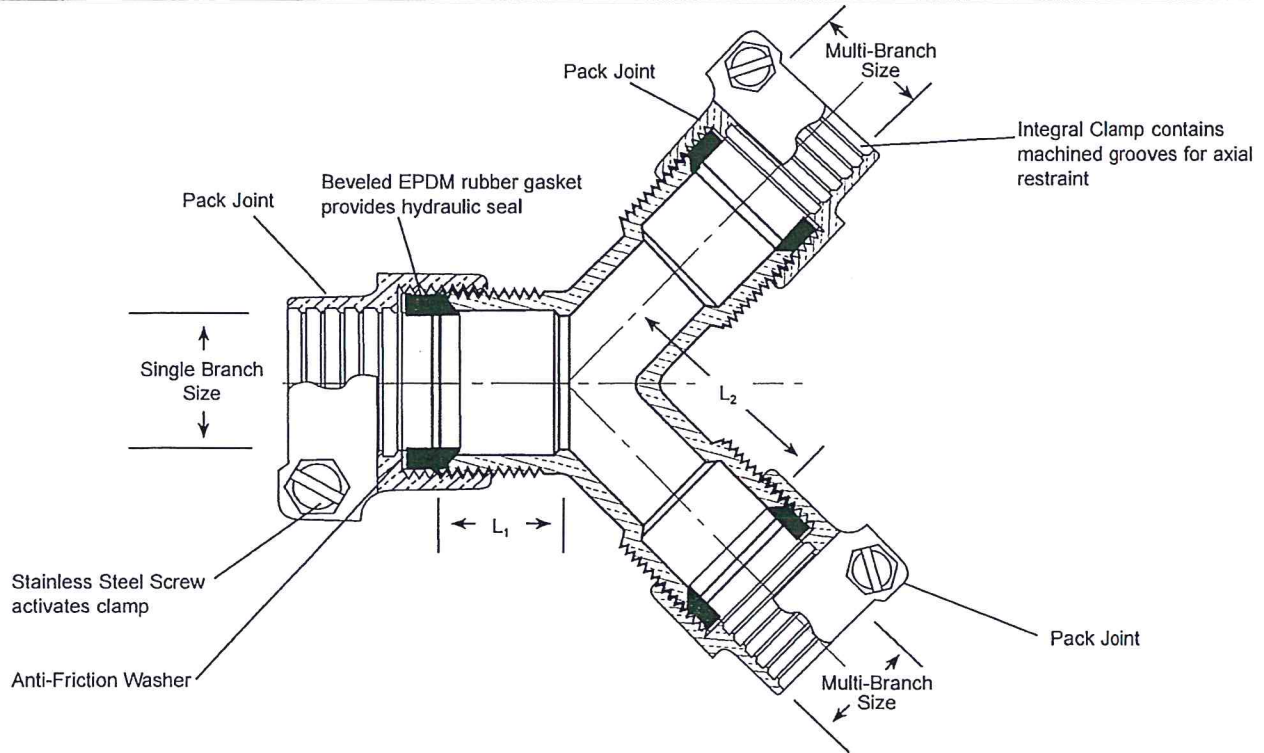 Multi-Branch
Size
Pack Joint
Integral Clamp contains
machined grooves for axial
restraint
Beveled EPDM rubber gasket
provides hydraulic seal
Pack Joint
Single Branch
Size
L2
L1
Stainless Steel Screw
activates clamp
Anti-Friction Washer
Pack Joint
Multi-Branch
Size